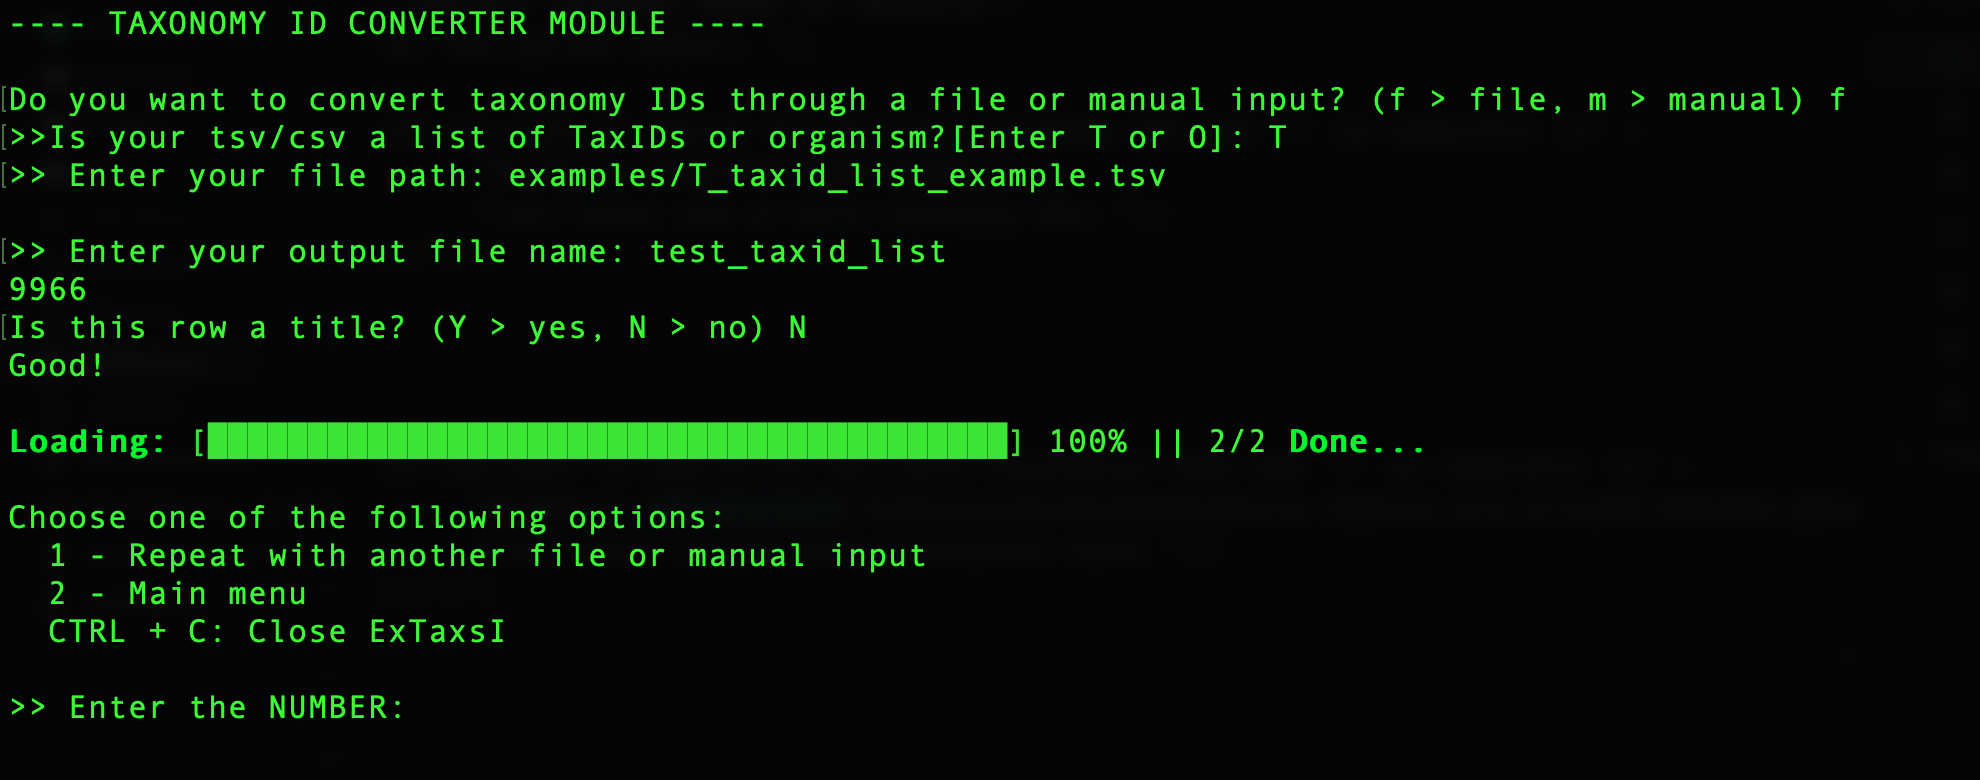 ---- TAXONOMY ID CONVERTER MODULE ----
[Do you want to convert taxonomy IDs through a file or manual input? (f > file, m > manual) f
[>>Is your tsv/csv a list of TaxIDs or organism?[Enter T or O]: T
[>> Enter your file path: examples/T_taxid_list_example.tsv
[>> Enter your output file name: test_taxid_list
9966
[Is this row a title? (Y > yes, N > no) N
Good!
Loading: [████████████████████████████████████████] 100% || 2/2 Done...
Choose one of the following options:
1 - Repeat with another file or manual input
2 - Main menu
CTRL + C: Close ExTaxsI
>> Enter the NUMBER: